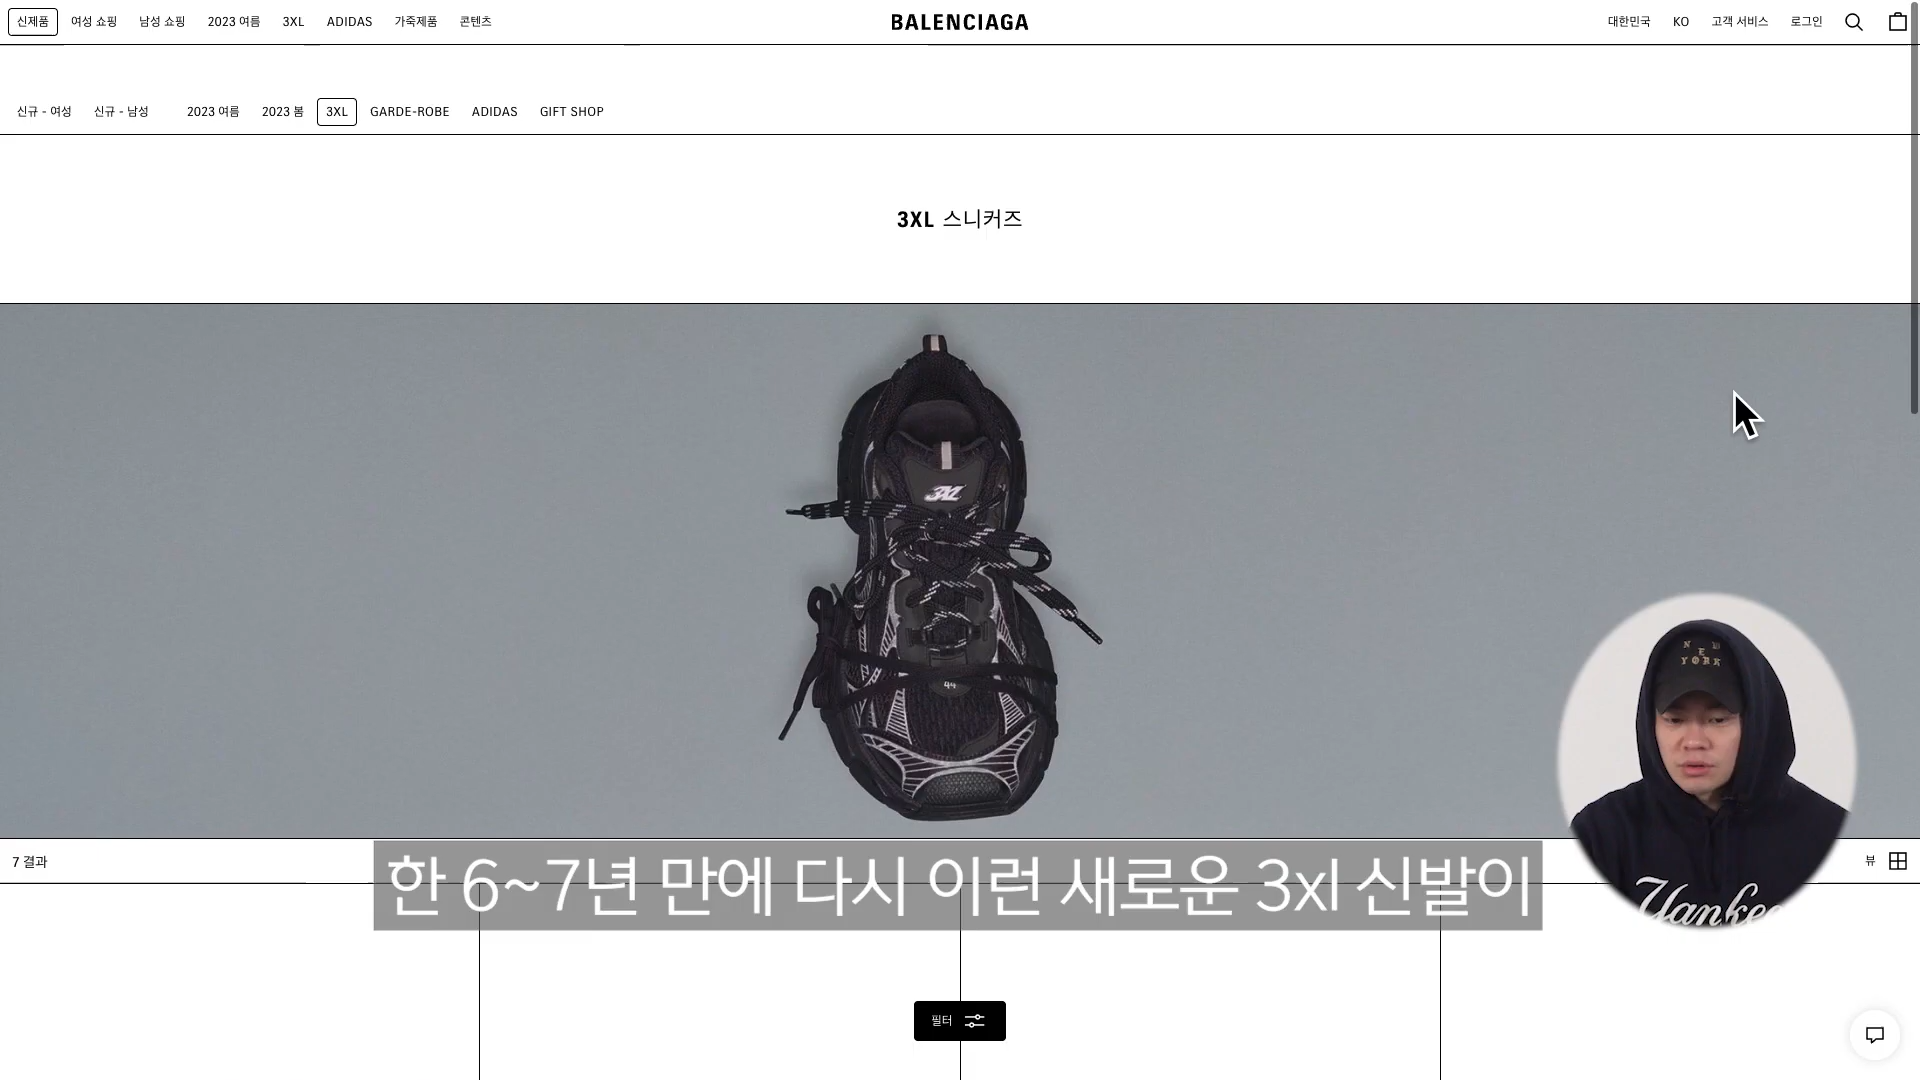 신제품 여성 쇼핑 남성 쇼핑 2023 여름 3XL ADIDAS 가죽제품 콘텐츠 BALENCIAGA 대한민국 KO 고객 서비스 로그인
신규 - 여성 신규 - 남성 2023 여름 2023 봄 3XL GARDE-ROBE ADIDAS GIFT SHOP
3XL 스니커즈
3XL
44
NEW
YORK
7 결과 뷰
한 6~7년 만에 다시 이런 새로운 3xl 신발이
Yankee
필터